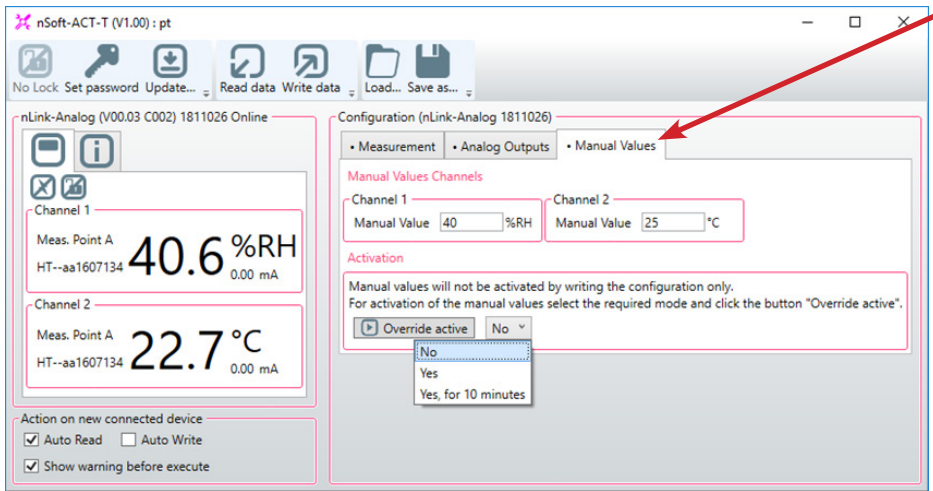 nSoft-ACT-T (V1.00) : pt
No Lock Set password Update... Read data Write data Load... Save as...
nLink-Analog (V00.03 C002) 1811026 Online
Channel 1
Meas. Point A
HT--aa1607134
40.6 %RH
0.00 mA
Channel 2
Meas. Point A
HT--aa1607134
22.7 °C
0.00 mA
Action on new connected device
Auto Read Auto Write
Show warning before execute
Configuration (nLink-Analog 1811026)
• Measurement • Analog Outputs • Manual Values
Manual Values Channels
Channel 1 Channel 2
Manual Value 40 %RH Manual Value 25 °C
Activation
Manual values will not be activated by writing the configuration only.
For activation of the manual values select the required mode and click the button "Override active".
Override active No
No
Yes
Yes, for 10 minutes